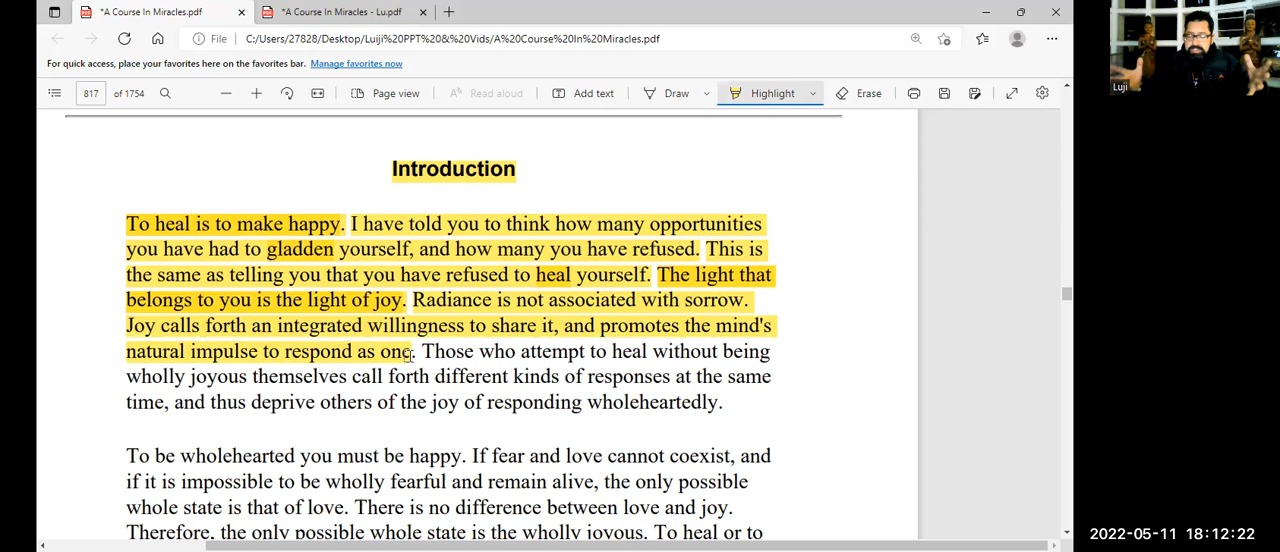 *A Course In Miracles.pdf
*A Course In Miracles - Lu.pdf
File
C:/Users/27828/Desktop/Luiji%20PPT%20&%20Vids/A%20Course%20In%20Miracles.pdf
For quick access, place your favorites here on the favorites bar. Manage favorites now
817 of 1754
Page view
Read aloud
Add text
Draw
Highlight
Erase
Luji
Introduction
To heal is to make happy. I have told you to think how many opportunities
you have had to gladden yourself, and how many you have refused. This is
the same as telling you that you have refused to heal yourself. The light that
belongs to you is the light of joy. Radiance is not associated with sorrow.
Joy calls forth an integrated willingness to share it, and promotes the mind's
natural impulse to respond as one. Those who attempt to heal without being
wholly joyous themselves call forth different kinds of responses at the same
time, and thus deprive others of the joy of responding wholeheartedly.
To be wholehearted you must be happy. If fear and love cannot coexist, and
if it is impossible to be wholly fearful and remain alive, the only possible
whole state is that of love. There is no difference between love and joy.
Therefore, the only possible whole state is the wholly joyous. To heal or to
2022-05-11 18:12:22